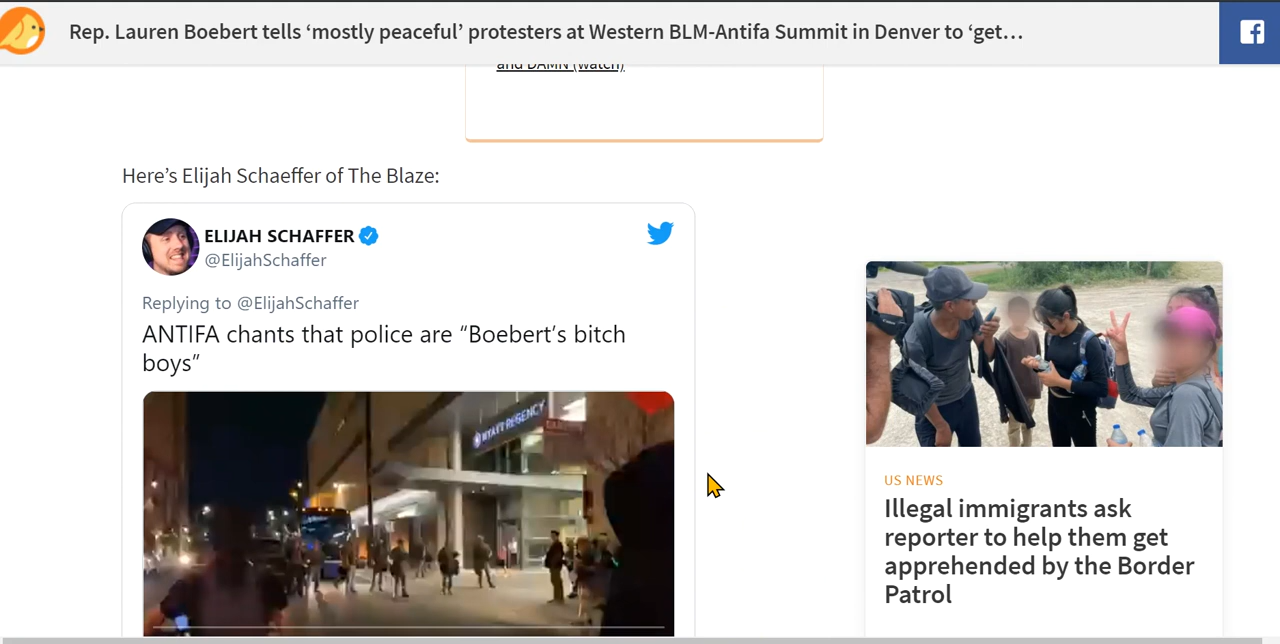 Rep. Lauren Boebert tells ‘mostly peaceful’ protesters at Western BLM-Antifa Summit in Denver to ‘get…
and DAMN (watch)
Here’s Elijah Schaeffer of The Blaze:
ELIJAH SCHAFFER
@ElijahSchaffer
Replying to @ElijahSchaffer
ANTIFA chants that police are “Boebert’s bitch
boys”
HYATT REGENCY
US NEWS
Illegal immigrants ask
reporter to help them get
apprehended by the Border
Patrol